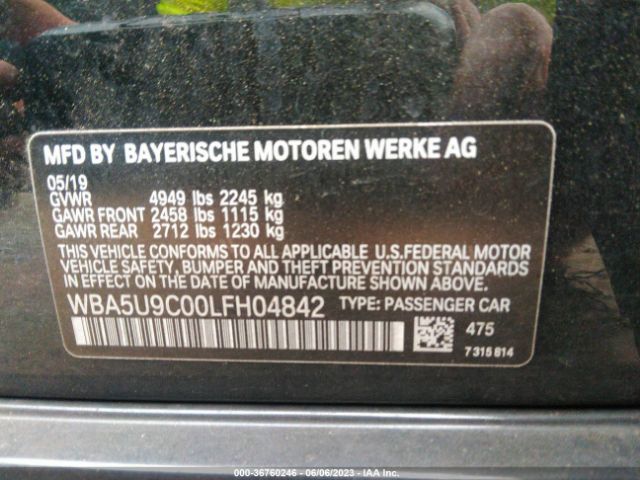 MFD BY BAYERISCHE MOTOREN WERKE AG
05/19
GVWR 4949 lbs 2245 kg
GAWR FRONT 2458 lbs 1115 kg
GAWR REAR 2712 lbs 1230 kg
THIS VEHICLE CONFORMS TO ALL APPLICABLE U.S.FEDERAL MOTOR
VEHICLE SAFETY, BUMPER AND THEFT PREVENTION STANDARDS
IN EFFECT ON THE DATE OF MANUFACTURE SHOWN ABOVE.
WBA5U9C00LFH04842 TYPE: PASSENGER CAR
475
7315814
000-36760246 - 06/06/2023 - IAA Inc.